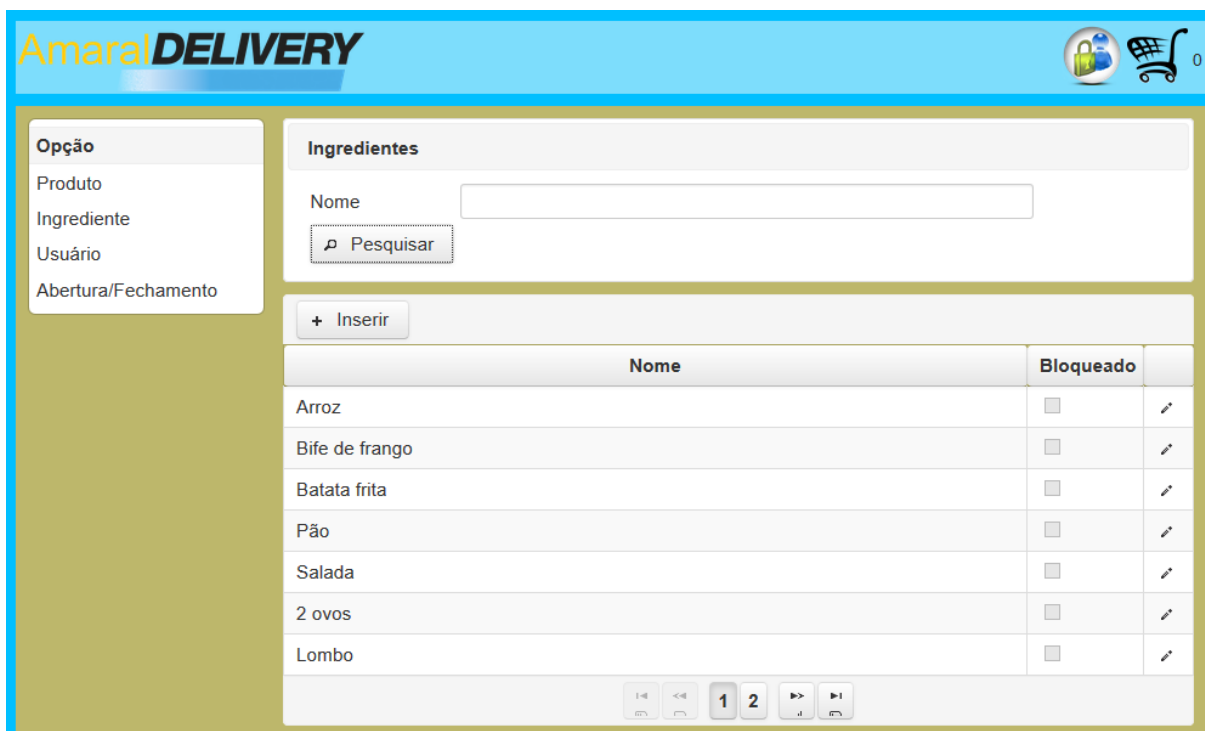 AmaralDELIVERY
0
Opção
Produto
Ingrediente
Usuário
Abertura/Fechamento
Ingredientes
Nome
Pesquisar
+ Inserir
Nome Bloqueado
Arroz
Bife de frango
Batata frita
Pão
Salada
2 ovos
Lombo
1 2